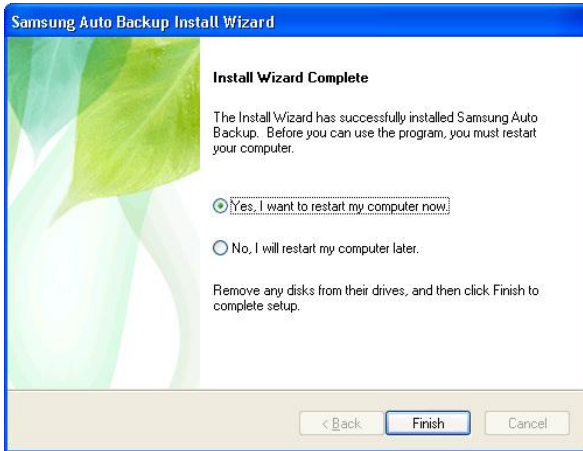 Samsung Auto Backup Install Wizard
Install Wizard Complete
The Install Wizard has successfully installed Samsung Auto
Backup. Before you can use the program, you must restart
your computer.
Yes, I want to restart my computer now.
No, I will restart my computer later.
Remove any disks from their drives, and then click Finish to
complete setup.
< Back Finish Cancel